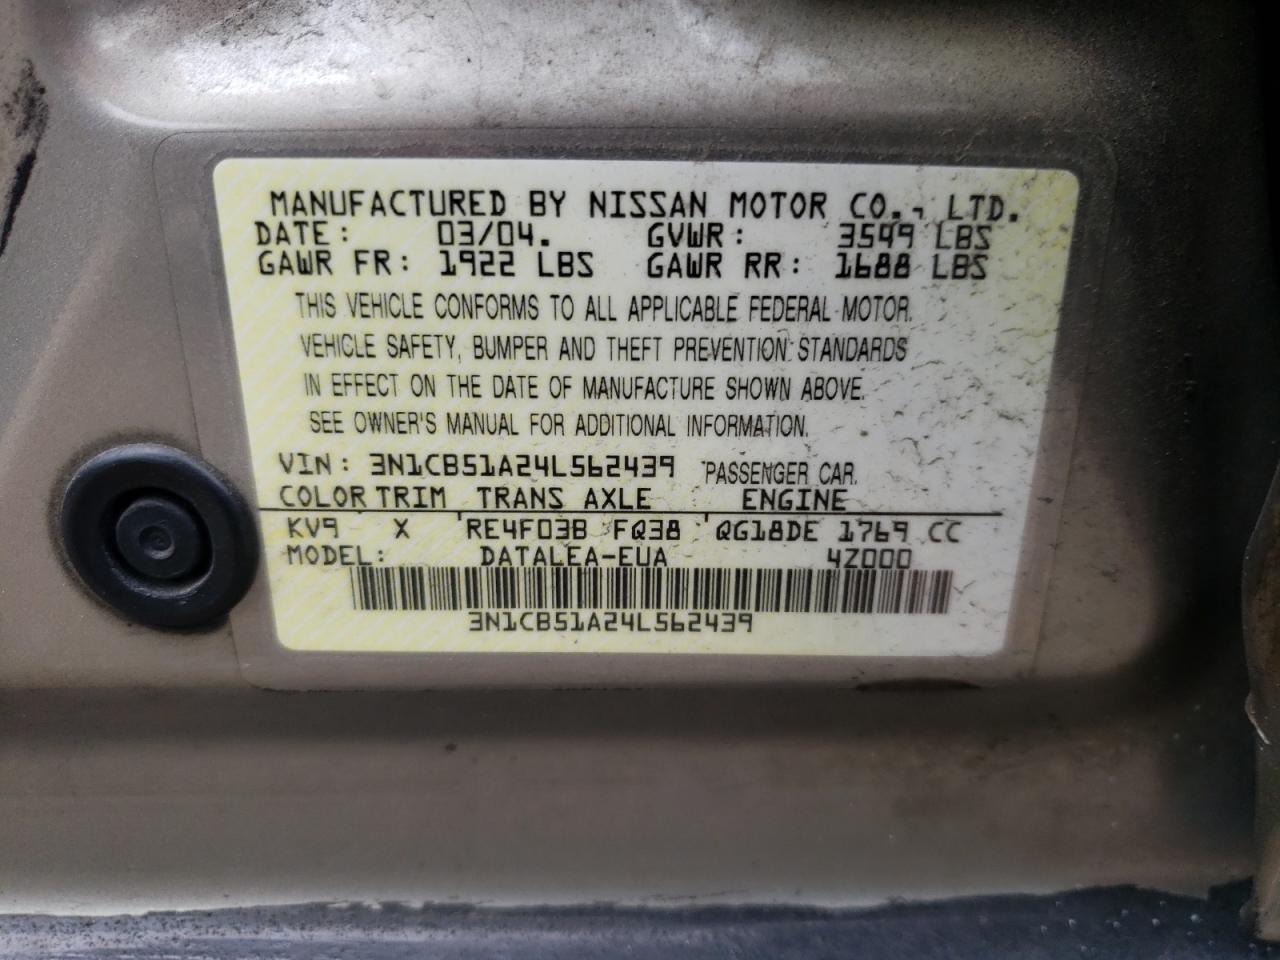 MANUFACTURED BY NISSAN MOTOR CO., LTD.
DATE: 03/04. GVWR: 3549 LBS
GAWR FR: 1922 LBS GAWR RR: 1688 LBS
THIS VEHICLE CONFORMS TO ALL APPLICABLE FEDERAL MOTOR
VEHICLE SAFETY, BUMPER AND THEFT PREVENTION STANDARDS
IN EFFECT ON THE DATE OF MANUFACTURE SHOWN ABOVE.
SEE OWNER'S MANUAL FOR ADDITIONAL INFORMATION.
VIN: 3N1CB51A24L562439 PASSENGER CAR.
COLOR TRIM TRANS AXLE ENGINE
KV9 X RE4F03B FQ38 QG18DE 1769 CC
MODEL: DATALEA-EUA 4Z000
3N1CB51A24L562439